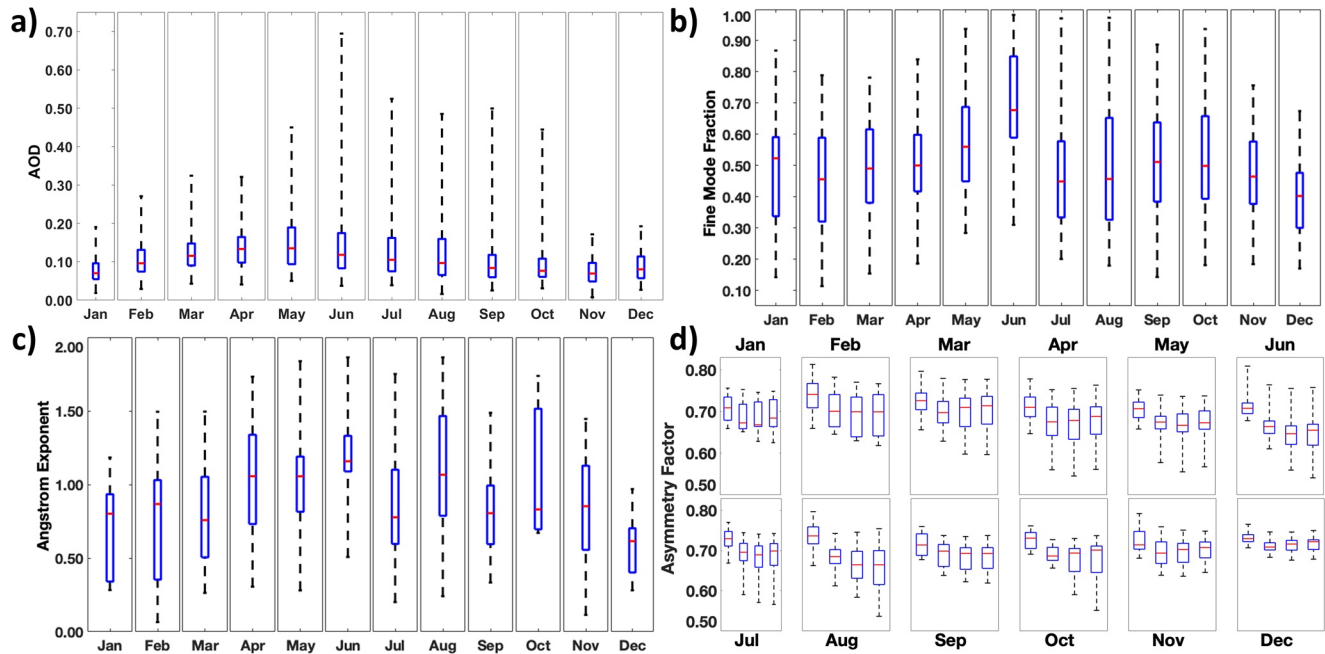 a)
AOD
0.70
0.60
0.50
0.40
0.30
0.20
0.10
0.00
Jan Feb Mar Apr May Jun Jul Aug Sep Oct Nov Dec
b)
Fine Mode Fraction
1.00
0.90
0.80
0.70
0.60
0.50
0.40
0.30
0.20
0.10
Jan Feb Mar Apr May Jun Jul Aug Sep Oct Nov Dec
c)
Angstrom Exponent
2.00
1.50
1.00
0.50
0.00
Jan Feb Mar Apr May Jun Jul Aug Sep Oct Nov Dec
d)
Asymmetry Factor
Jan Feb Mar Apr May Jun
0.80
0.70
0.60
0.50
0.80
0.70
0.60
0.50
Jul Aug Sep Oct Nov Dec